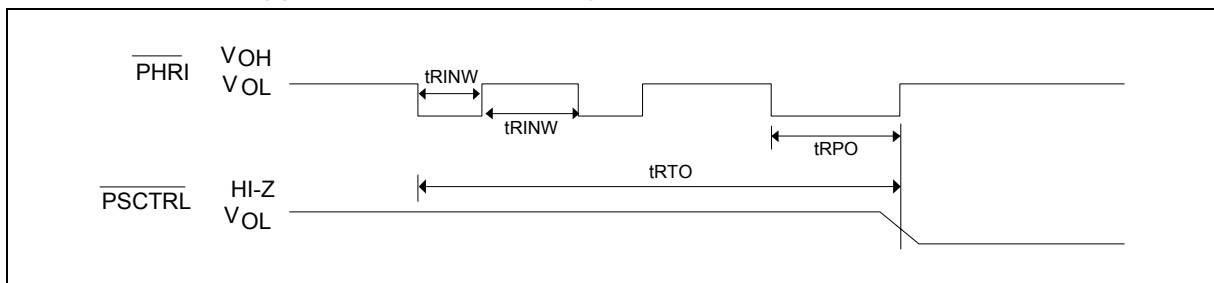 PHRI
VOH
VOL
tRINW
tRINW
tRPO
tRTO
PSCTRL
HI-Z
VOL